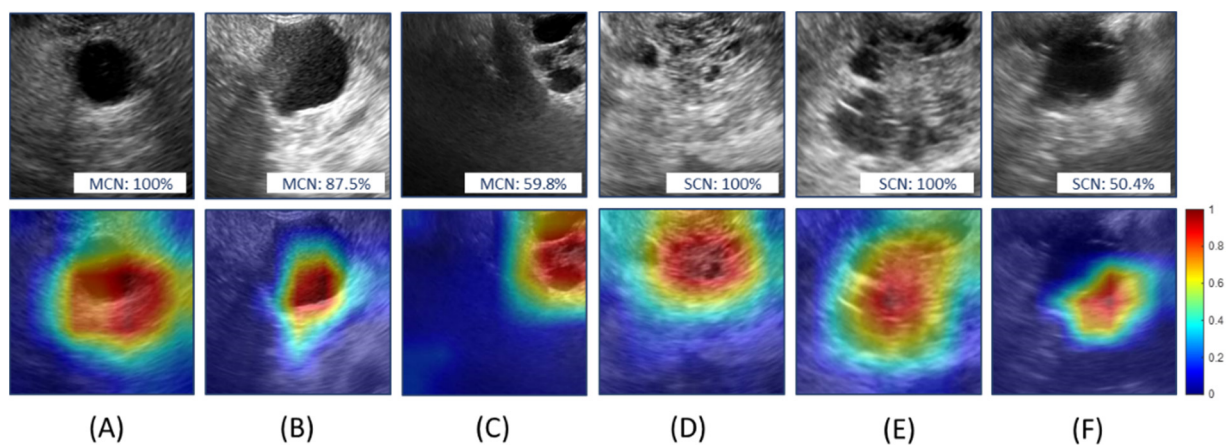 MCN: 100%
MCN: 87.5%
MCN: 59.8%
SCN: 100%
SCN: 100%
SCN: 50.4%
1
0.8
0.6
0.4
0.2
0
(A)
(B)
(C)
(D)
(E)
(F)